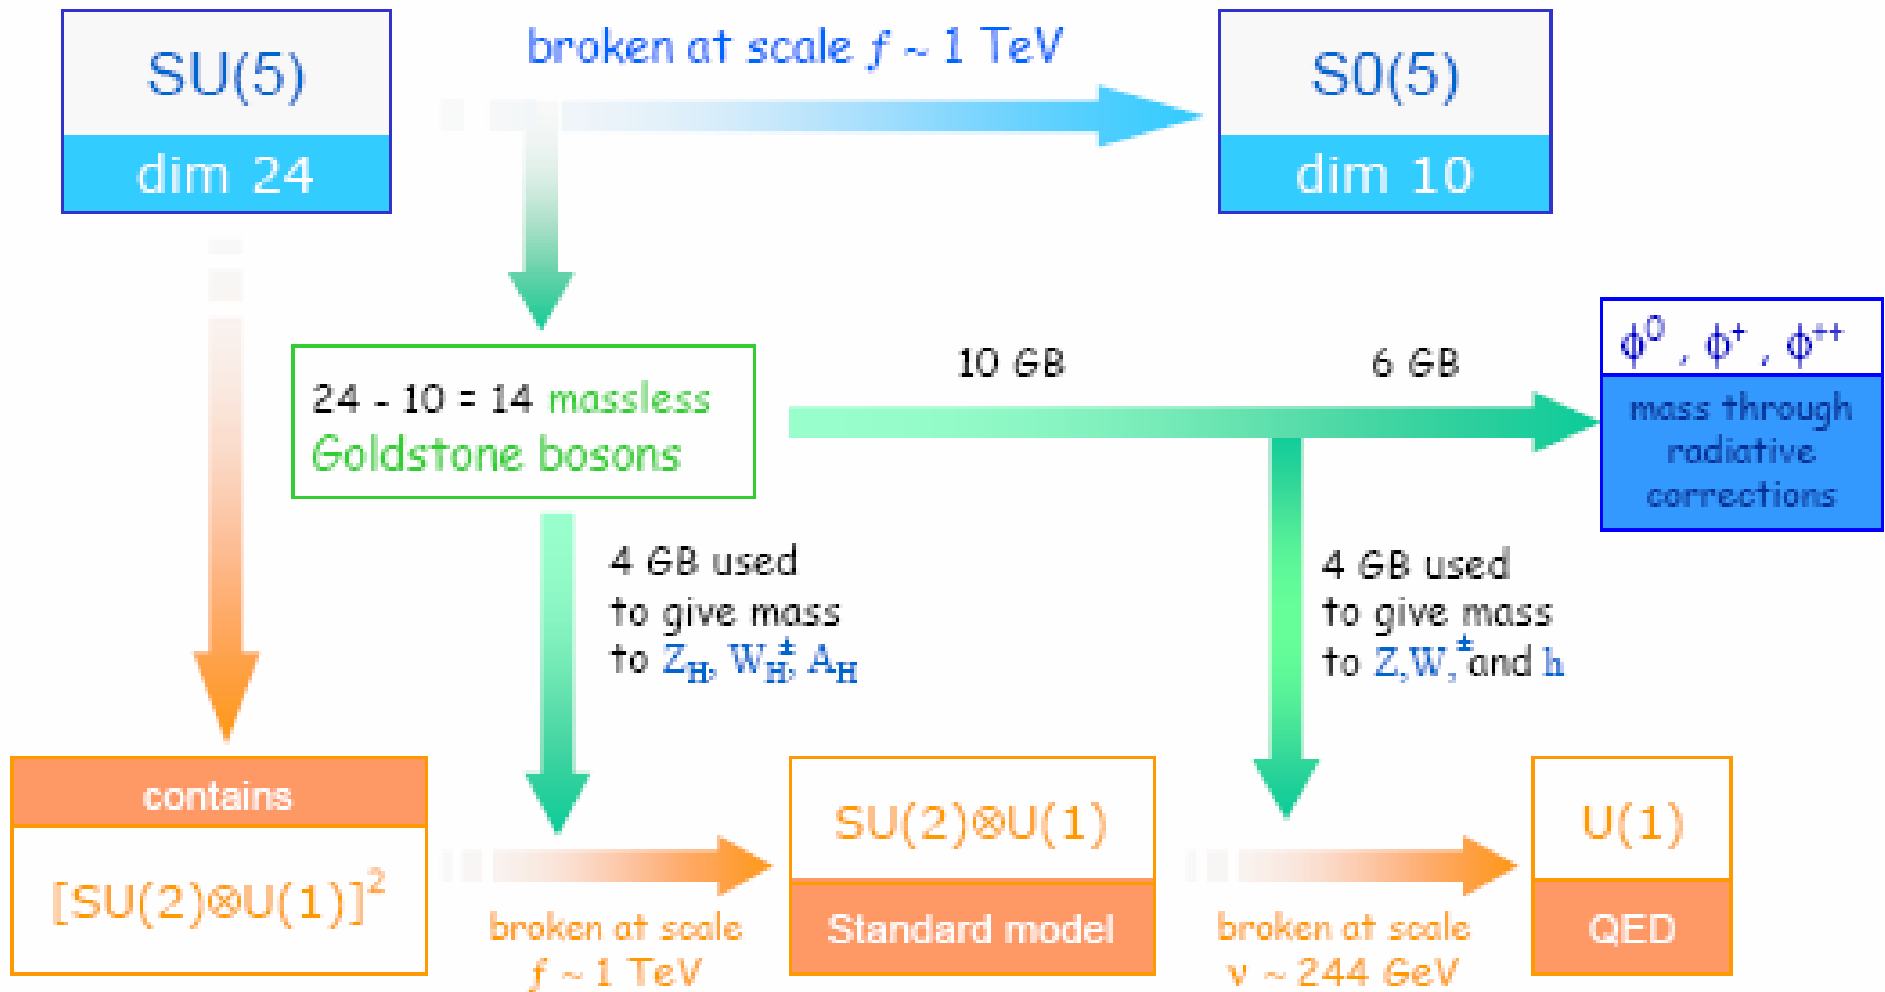 SU(5)
dim 24
broken at scale f ~ 1 TeV
S0(5)
dim 10
24 - 10 = 14 massless
Goldstone bosons
10 GB
6 GB
ϕ⁰ , ϕ⁺ , ϕ⁺⁺
mass through
radiative
corrections
4 GB used
to give mass
to Z_H, W_H^±, A_H
4 GB used
to give mass
to Z,W,^± and h
contains
[SU(2)⊗U(1)]²
broken at scale
f ~ 1 TeV
SU(2)⊗U(1)
Standard model
broken at scale
v ~ 244 GeV
U(1)
QED